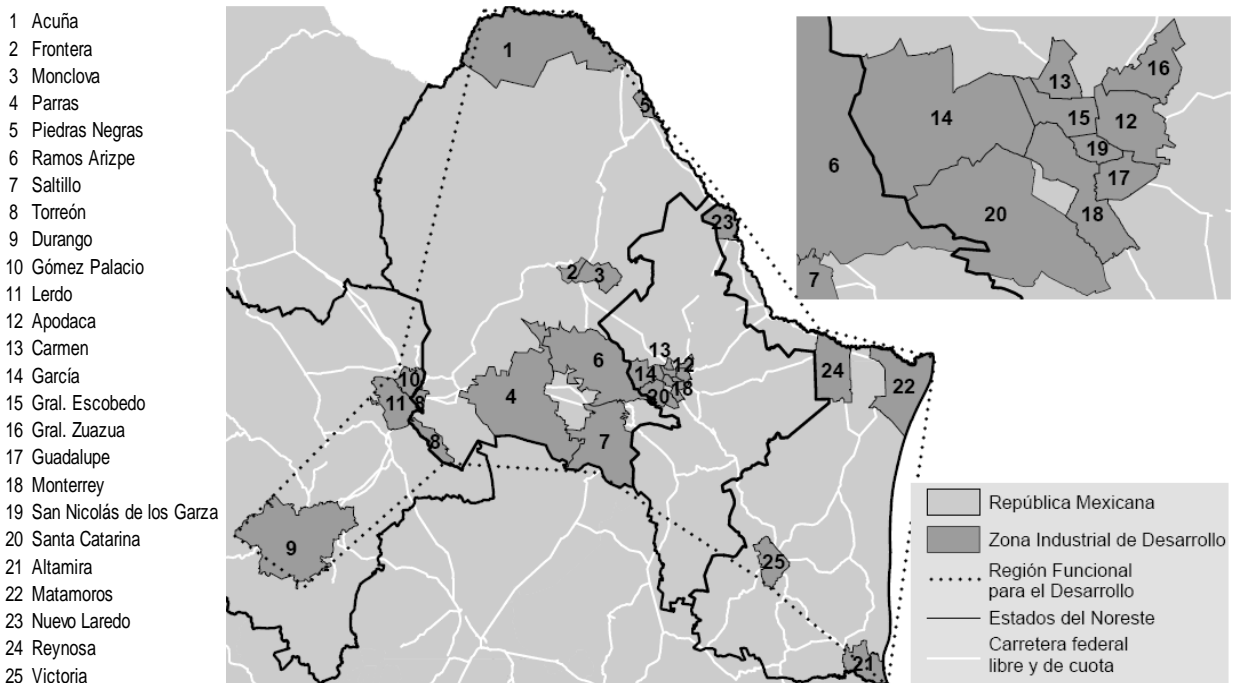 1 Acuña
2 Frontera
3 Monclova
4 Parras
5 Piedras Negras
6 Ramos Arizpe
7 Saltillo
8 Torreón
9 Durango
10 Gómez Palacio
11 Lerdo
12 Apodaca
13 Carmen
14 García
15 Gral. Escobedo
16 Gral. Zuazua
17 Guadalupe
18 Monterrey
19 San Nicolás de los Garza
20 Santa Catarina
21 Altamira
22 Matamoros
23 Nuevo Laredo
24 Reynosa
25 Victoria
1
5
23
2
3
6
13
12
14
18
20
4
10
11
8
8
7
24
22
9
25
21
16
13
14
15
12
19
17
6
20
18
7
República Mexicana
Zona Industrial de Desarrollo
Región Funcional
para el Desarrollo
Estados del Noreste
Carretera federal
libre y de cuota